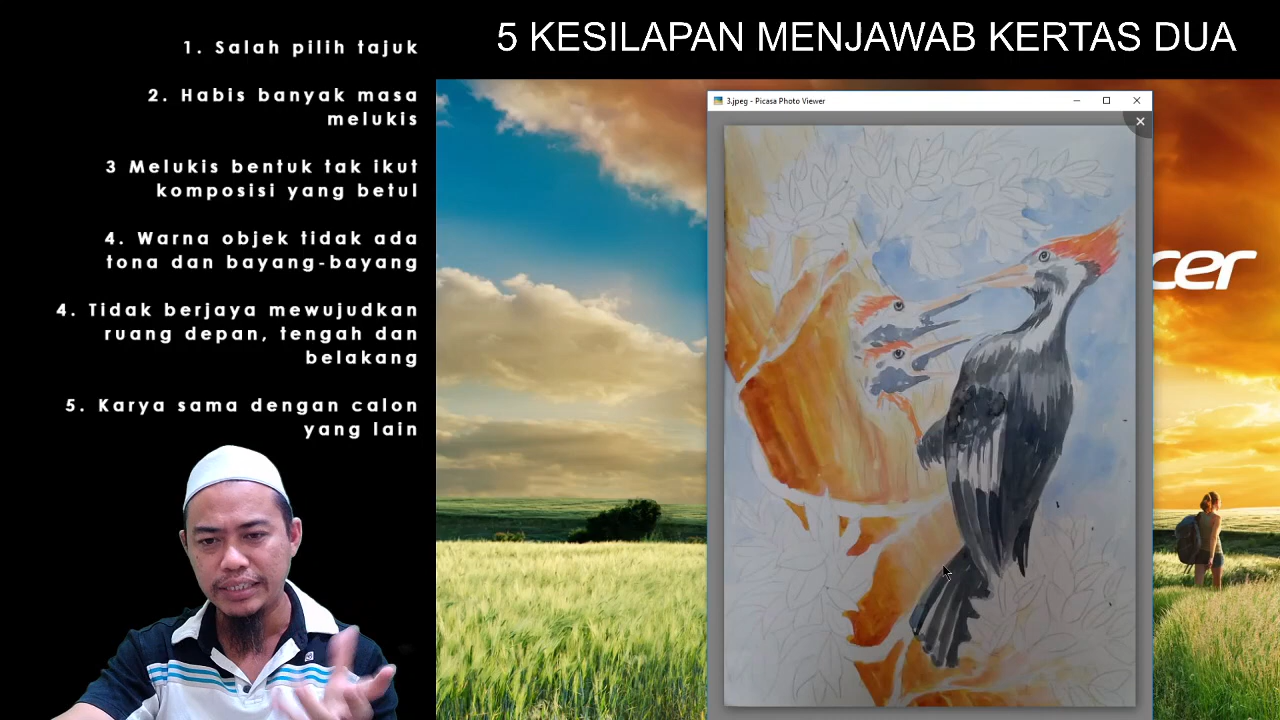 5 KESILAPAN MENJAWAB KERTAS DUA
1. Salah pilih tajuk
2. Habis banyak masa
melukis
3 Melukis bentuk tak ikut
komposisi yang betul
4. Warna objek tidak ada
tona dan bayang-bayang
4. Tidak berjaya mewujudkan
ruang depan, tengah dan
belakang
5. Karya sama dengan calon
yang lain
3.jpeg - Picasa Photo Viewer
cer